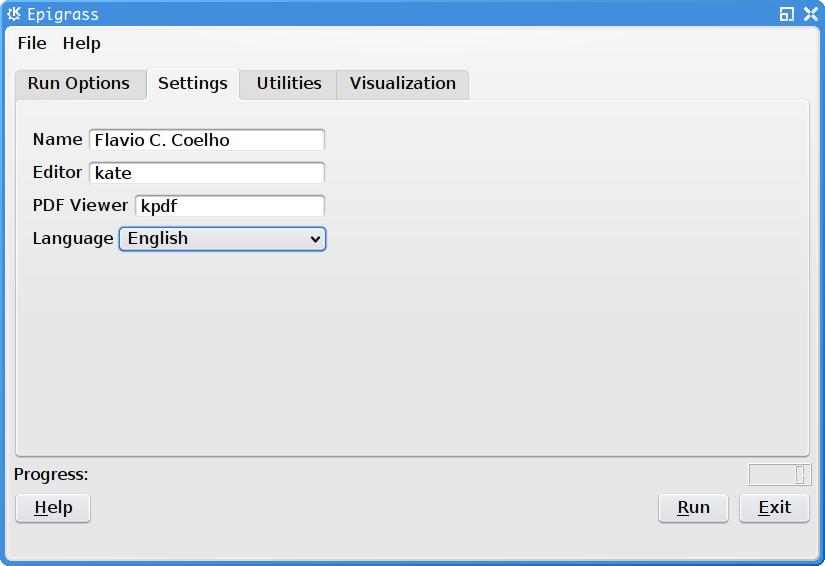 Epigrass
File Help
Run Options Settings Utilities Visualization
Name Flavio C. Coelho
Editor kate
PDF Viewer kpdf
Language English
Progress:
Help Run Exit